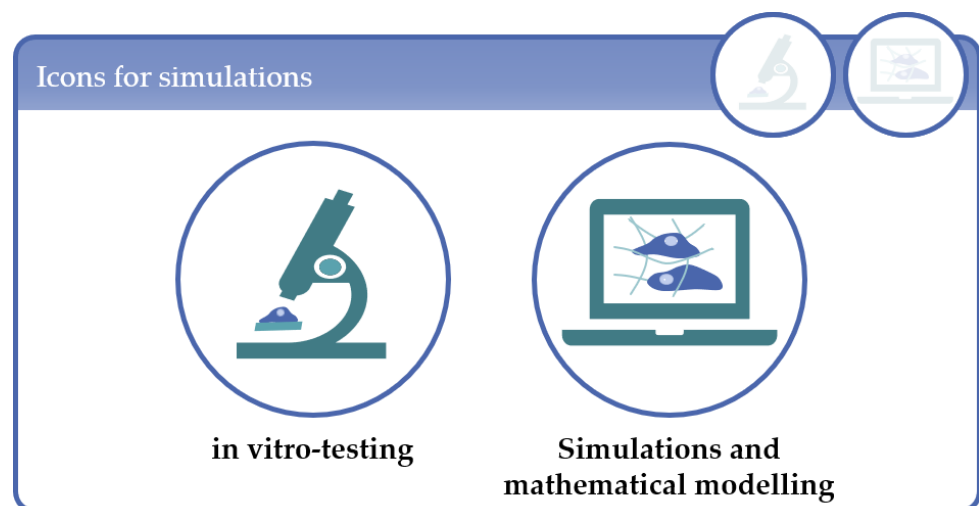 Icons for simulations
in vitro-testing
Simulations and
mathematical modelling